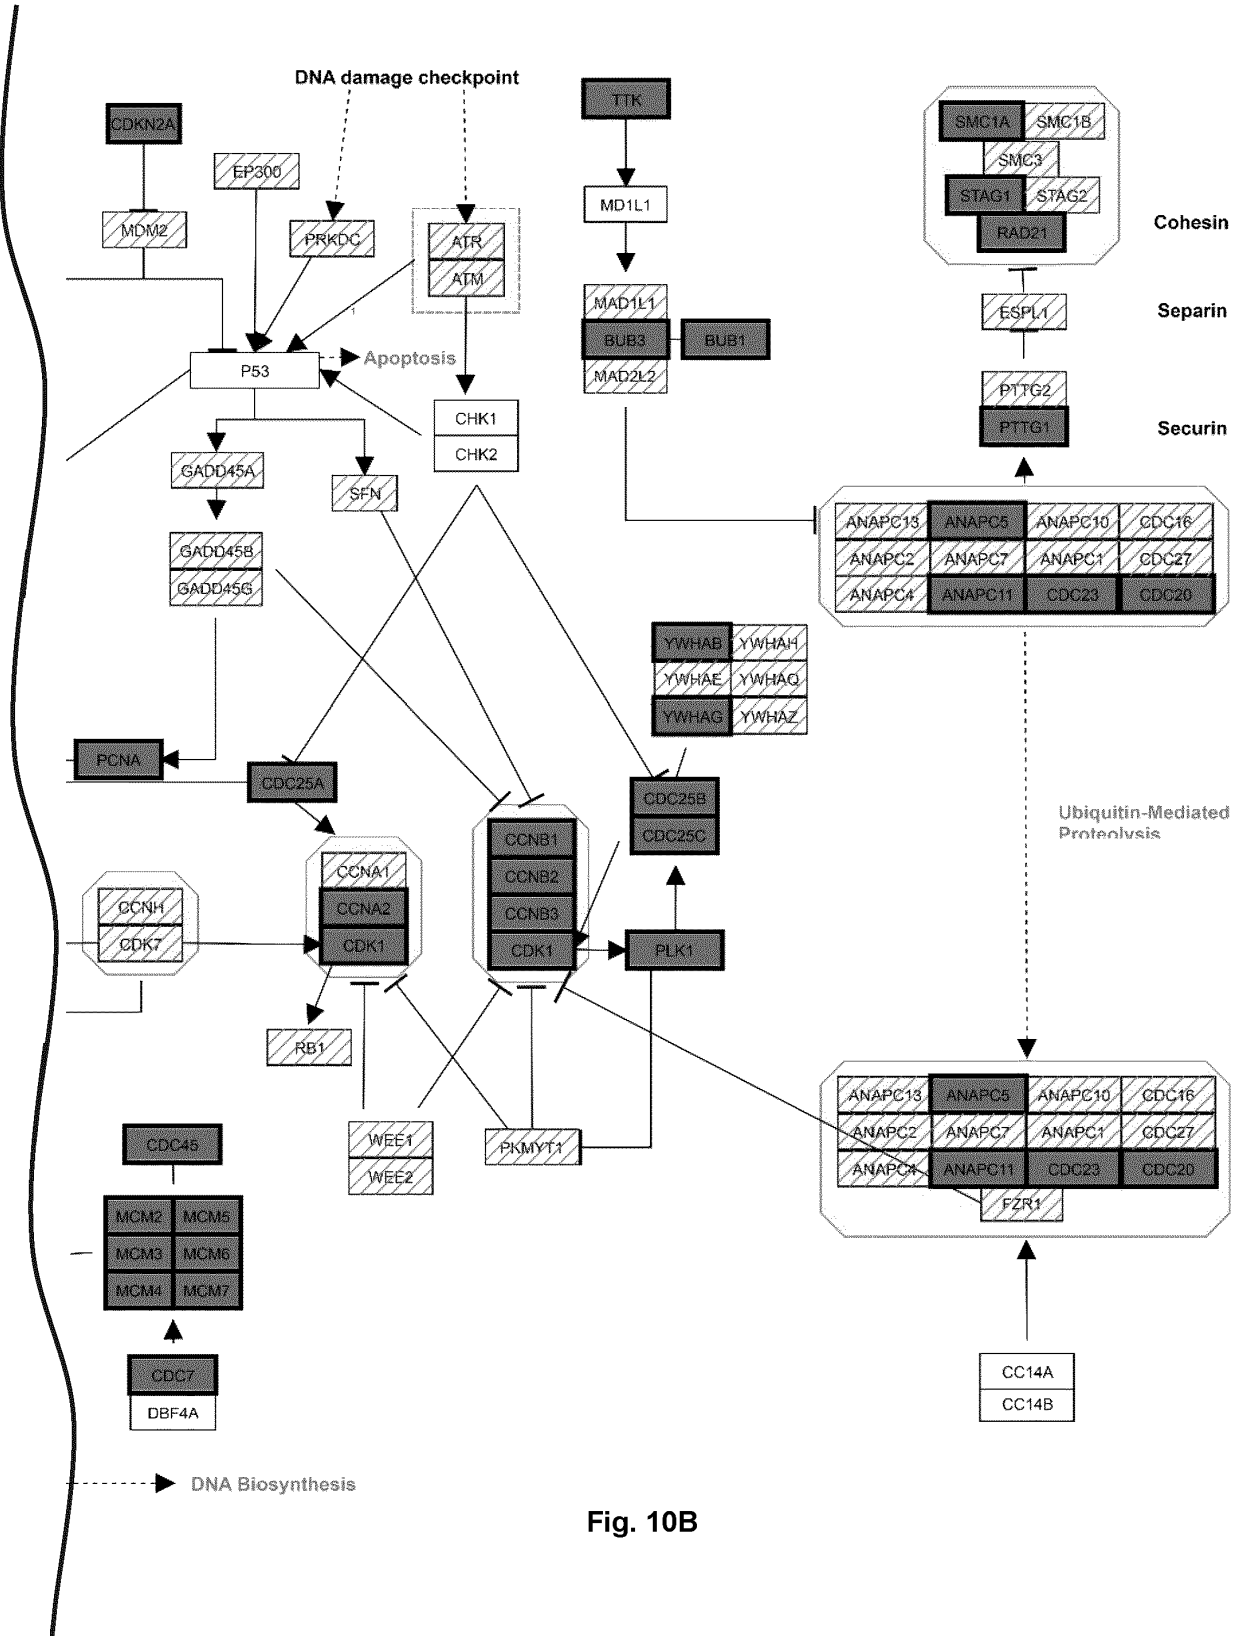 DNA damage checkpoint
CDKN2A
EP300
MDM2
PRKDC
ATR
ATM
1
P53
Apoptosis
CHK1
CHK2
GADD45A
SFN
GADD45B
GADD45G
TTK
MD1L1
MAD1L1
BUB3 BUB1
MAD2L2
SMC1A SMC1B
SMC3
STAG1 STAG2
RAD21
Cohesin
ESPL1
Separin
PTTG2
PTTG1
Securin
ANAPC13 ANAPC5 ANAPC10 CDC16
ANAPC2 ANAPC7 ANAPC1 CDC27
ANAPC4 ANAPC11 CDC23 CDC20
YWHAB YWHAH
YWHAE YWHAQ
YWHAG YWHAZ
PCNA
CDC25A
CDC25B
CDC25C
Ubiquitin-Mediated
Proteolysis
CCNB1
CCNB2
CCNB3
CDK1
PLK1
CCNA1
CCNA2
CDK1
CCNH
CDK7
RB1
WEE1
WEE2
PKMYT1
ANAPC13 ANAPC5 ANAPC10 CDC16
ANAPC2 ANAPC7 ANAPC1 CDC27
ANAPC4 ANAPC11 CDC23 CDC20
FZR1
CDC45
MCM2 MCM5
MCM3 MCM6
MCM4 MCM7
CDC7
DBF4A
CC14A
CC14B
DNA Biosynthesis
Fig. 10B